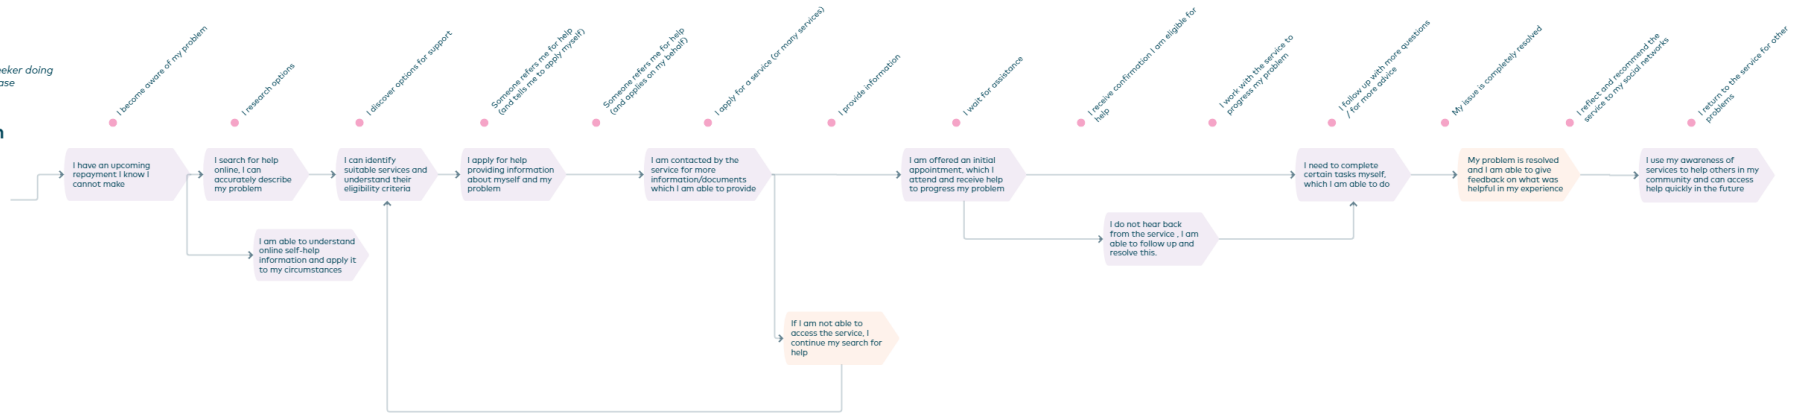 eeker doing
ase
I become aware of my problem
I research options
I discover options for support
Someone refers me for help
(and tells me to apply myself)
Someone refers me for help
(and applies on my behalf)
I apply for a service (or many services)
I provide information
I wait for assistance
I receive confirmation I am eligible for
help
I work with the service to
progress my problem
I follow up with more questions
/ for more advice
My issue is completely resolved
I reflect and recommend the
service to my social networks
I return to the service for other
problems
I have an upcoming
repayment I know I
cannot make
I search for help
online, I can
accurately describe
my problem
I can identify
suitable services and
understand their
eligibility criteria
I apply for help
providing information
about myself and my
problem
I am contacted by the
service for more
information/documents
which I am able to provide
I am offered an initial
appointment, which I
attend and receive help
to progress my problem
I need to complete
certain tasks myself,
which I am able to do
My problem is resolved
and I am able to give
feedback on what was
helpful in my experience
I use my awareness of
services to help others in my
community and can access
help quickly in the future
I am able to understand
online self-help
information and apply it
to my circumstances
I do not hear back
from the service , I am
able to follow up and
resolve this.
If I am not able to
access the service, I
continue my search for
help